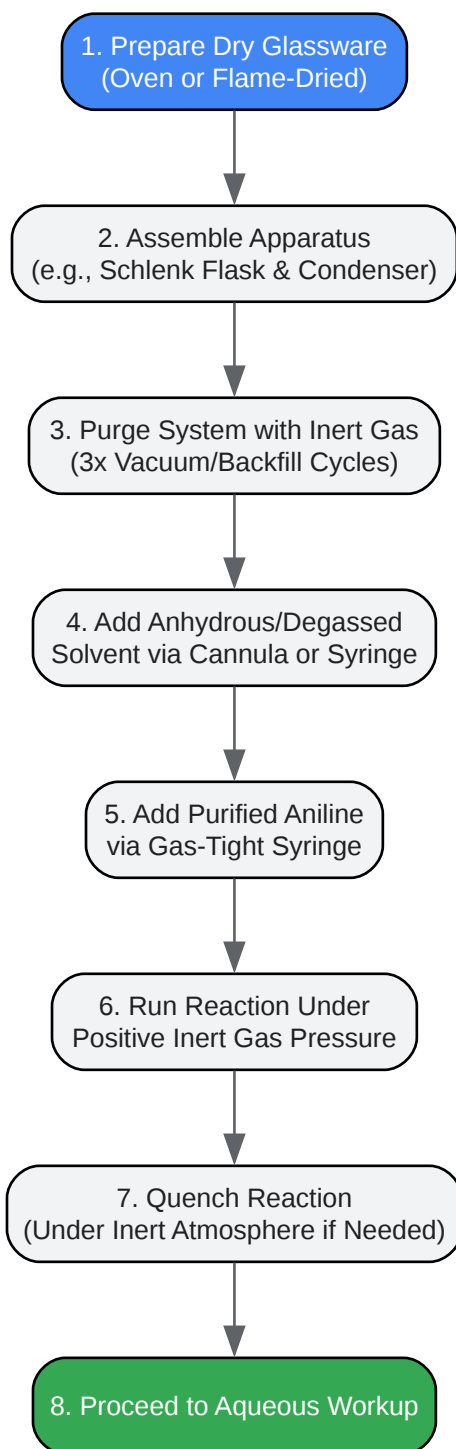 1. Prepare Dry Glassware
(Oven or Flame-Dried)
2. Assemble Apparatus
(e.g., Schlenk Flask & Condenser)
3. Purge System with Inert Gas
(3x Vacuum/Backfill Cycles)
4. Add Anhydrous/Degassed
Solvent via Cannula or Syringe
5. Add Purified Aniline
via Gas-Tight Syringe
6. Run Reaction Under
Positive Inert Gas Pressure
7. Quench Reaction
(Under Inert Atmosphere if Needed)
8. Proceed to Aqueous Workup